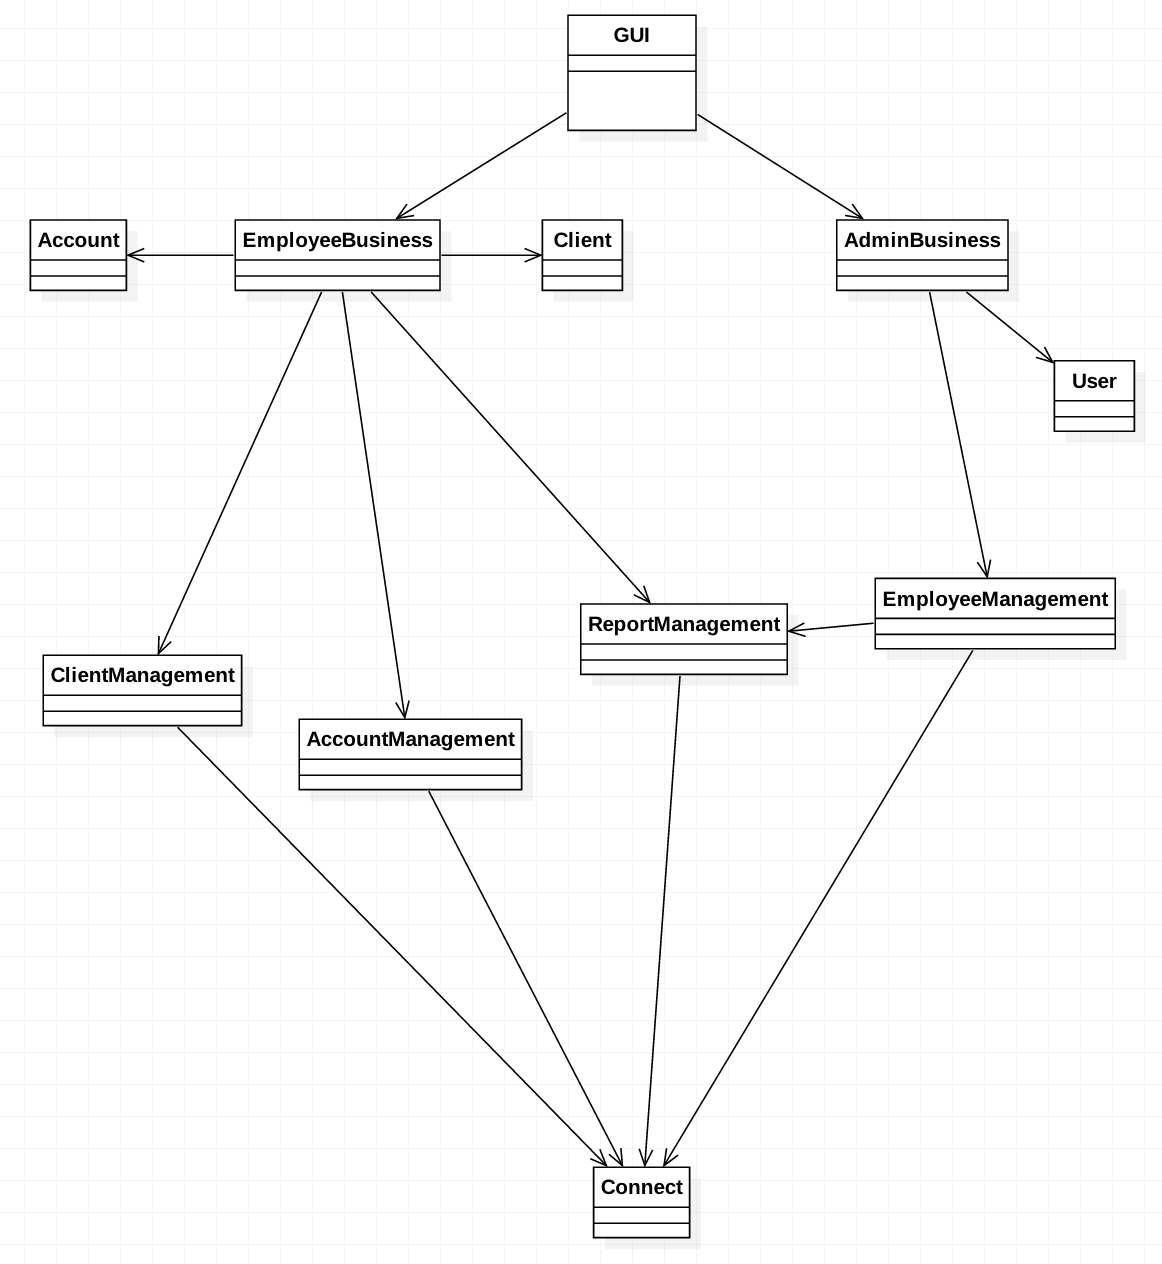 GUI
Account
EmployeeBusiness
Client
AdminBusiness
User
EmployeeManagement
ReportManagement
ClientManagement
AccountManagement
Connect